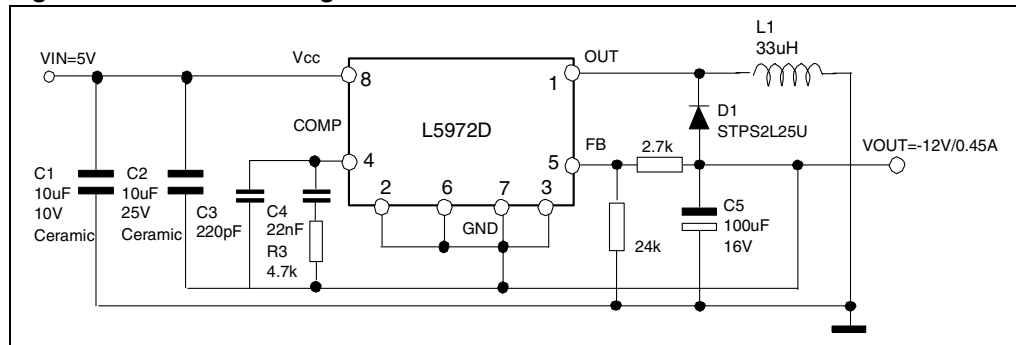 VIN=5V
Vcc
8
COMP
4
L5972D
OUT
1
FB
5
2
6
7
3
GND
L1
33uH
D1
STPS2L25U
2.7k
VOUT=-12V/0.45A
C1
10uF
10V
Ceramic
C2
10uF
25V
Ceramic
C3
220pF
C4
22nF
R3
4.7k
24k
C5
100uF
16V